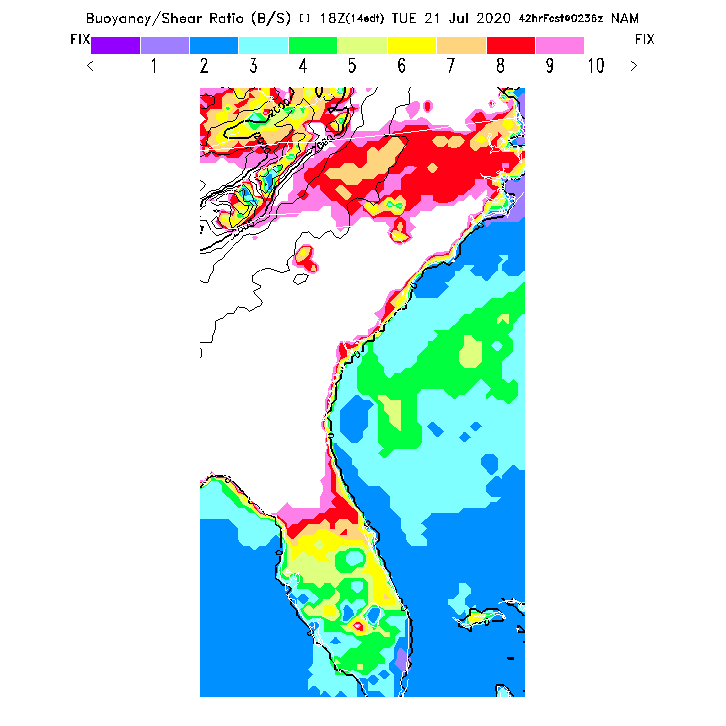 Buoyancy/Shear Ratio (B/S) [] 18Z(14edt) TUE 21 Jul 2020 42hrFcst@0236z NAM
FIX FIX
< 1 2 3 4 5 6 7 8 9 10 >